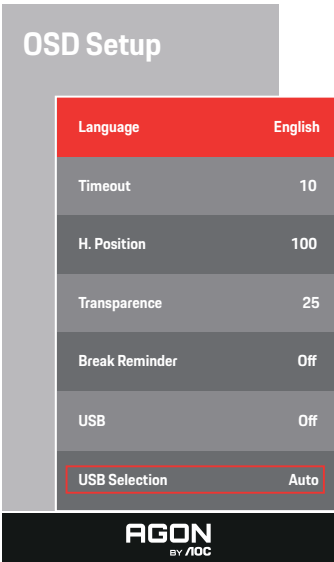 OSD Setup
Language English
Timeout 10
H. Position 100
Transparence 25
Break Reminder Off
USB Off
USB Selection Auto
AGON
BY AOC